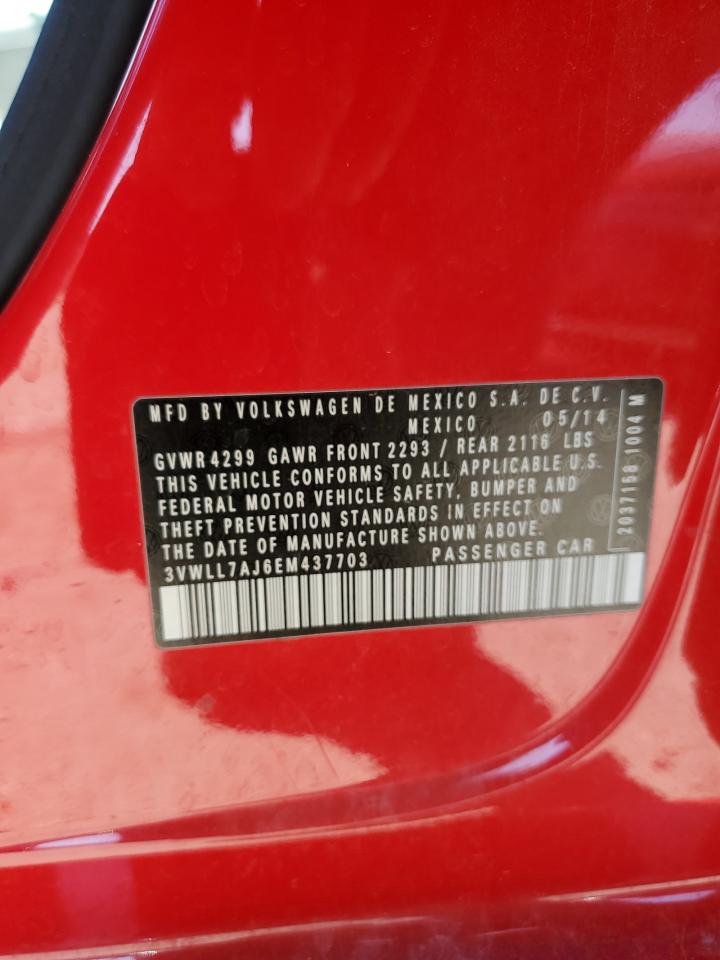 MFD BY VOLKSWAGEN DE MEXICO S.A. DE C.V.
MEXICO 05/14
GVWR 4299 GAWR FRONT 2293 / REAR 2116 LBS
THIS VEHICLE CONFORMS TO ALL APPLICABLE U.S.
FEDERAL MOTOR VEHICLE SAFETY, BUMPER AND
THEFT PREVENTION STANDARDS IN EFFECT ON
THE DATE OF MANUFACTURE SHOWN ABOVE.
3VWLL7AJ6EM437703 PASSENGER CAR
2037158 1004 M